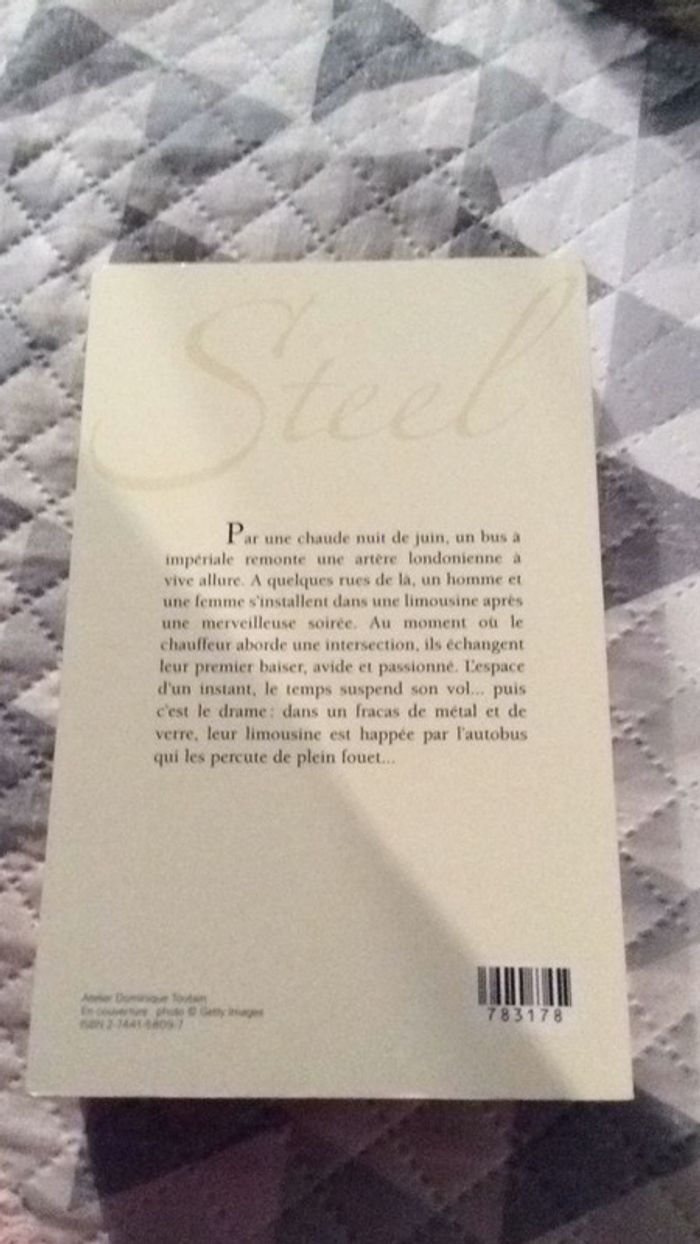 Steel
Par une chaude nuit de juin, un bus à
impériale remonte une artère londonienne à
vive allure. A quelques rues de là, un homme et
une femme s'installent dans une limousine après
une merveilleuse soirée. Au moment où le
chauffeur aborde une intersection, ils échangent
leur premier baiser, avide et passionné. L'espace
d'un instant, le temps suspend son vol... puis
c'est le drame : dans un fracas de métal et de
verre, leur limousine est happée par l'autobus
qui les percute de plein fouet...
Atelier Dominique Toutain
En couverture : photo © Getty Images
ISBN 2-7441-5809-7
783178